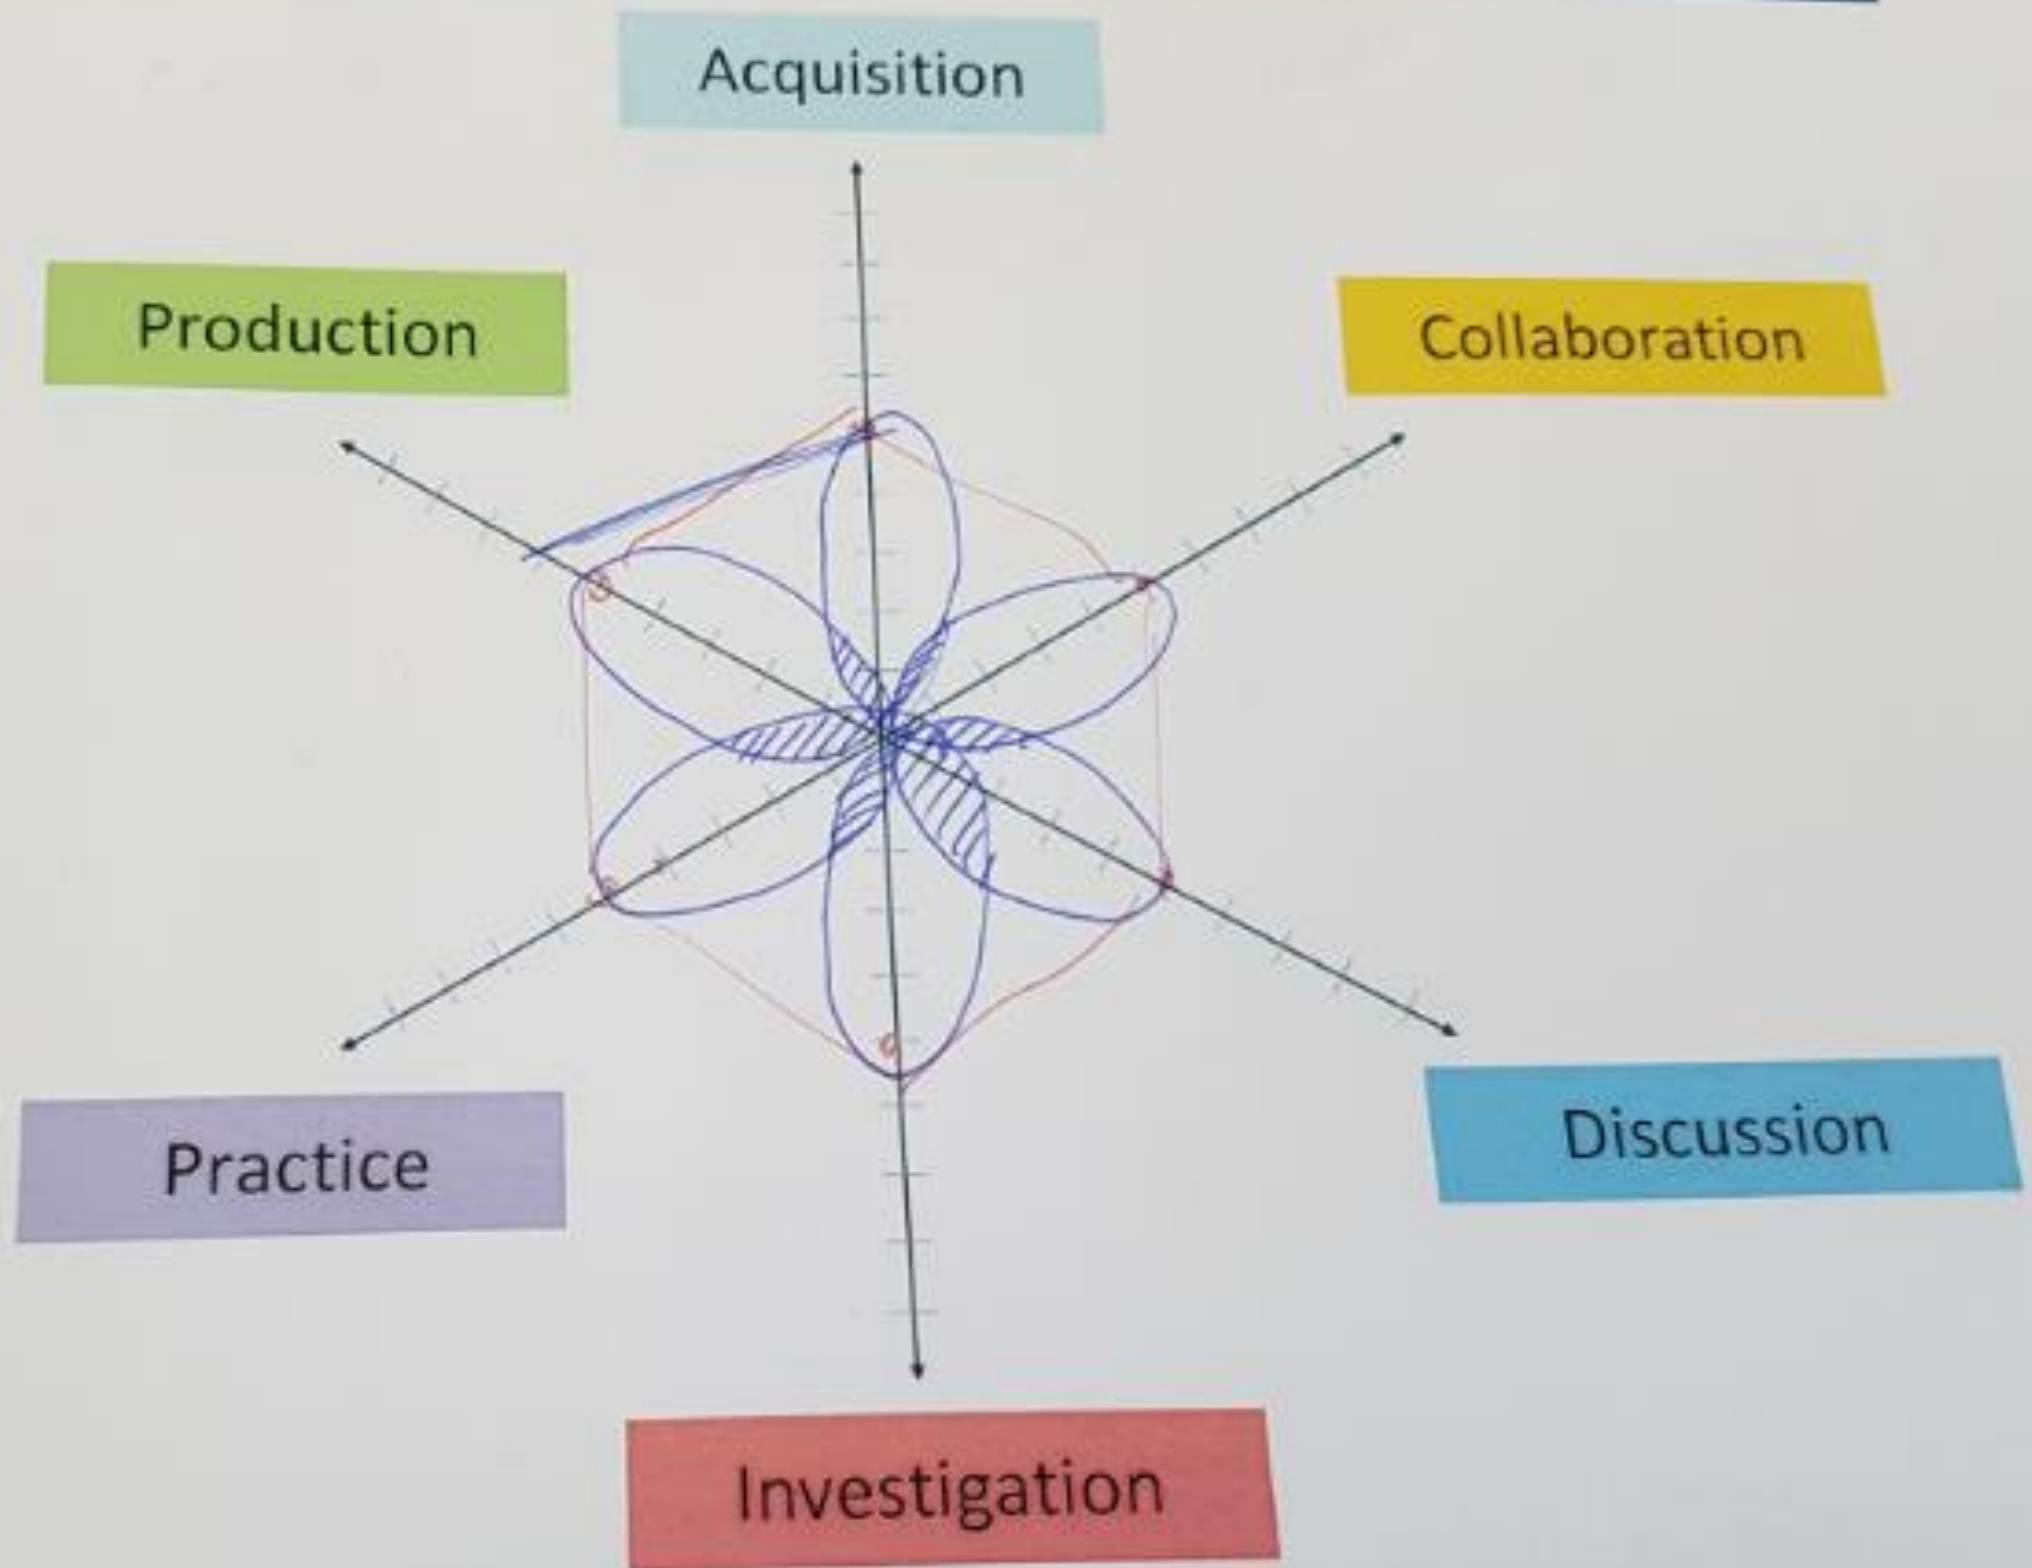 Acquisition
Production
Collaboration
Practice
Discussion
Investigation